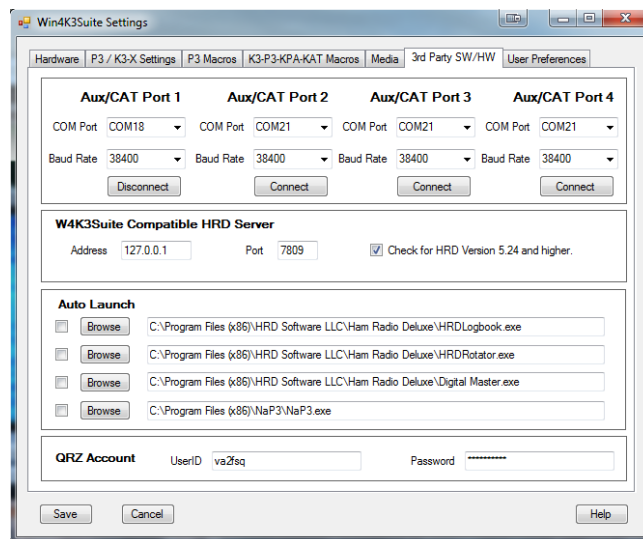 Win4K3Suite Settings
Hardware P3 / K3-X Settings P3 Macros K3-P3-KPA-KAT Macros Media 3rd Party SW/HW User Preferences
Aux/CAT Port 1 Aux/CAT Port 2 Aux/CAT Port 3 Aux/CAT Port 4
COM Port COM18 COM Port COM21 COM Port COM21 COM Port COM21
Baud Rate 38400 Baud Rate 38400 Baud Rate 38400 Baud Rate 38400
Disconnect Connect Connect Connect
W4K3Suite Compatible HRD Server
Address 127.0.0.1 Port 7809 Check for HRD Version 5.24 and higher.
Auto Launch
Browse C:\Program Files (x86)\HRD Software LLC\Ham Radio Deluxe\HRDLogbook.exe
Browse C:\Program Files (x86)\HRD Software LLC\Ham Radio Deluxe\HRDRotator.exe
Browse C:\Program Files (x86)\HRD Software LLC\Ham Radio Deluxe\Digital Master.exe
Browse C:\Program Files (x86)\NaP3\NaP3.exe
QRZ Account UserID va2fsq Password **********
Save Cancel Help